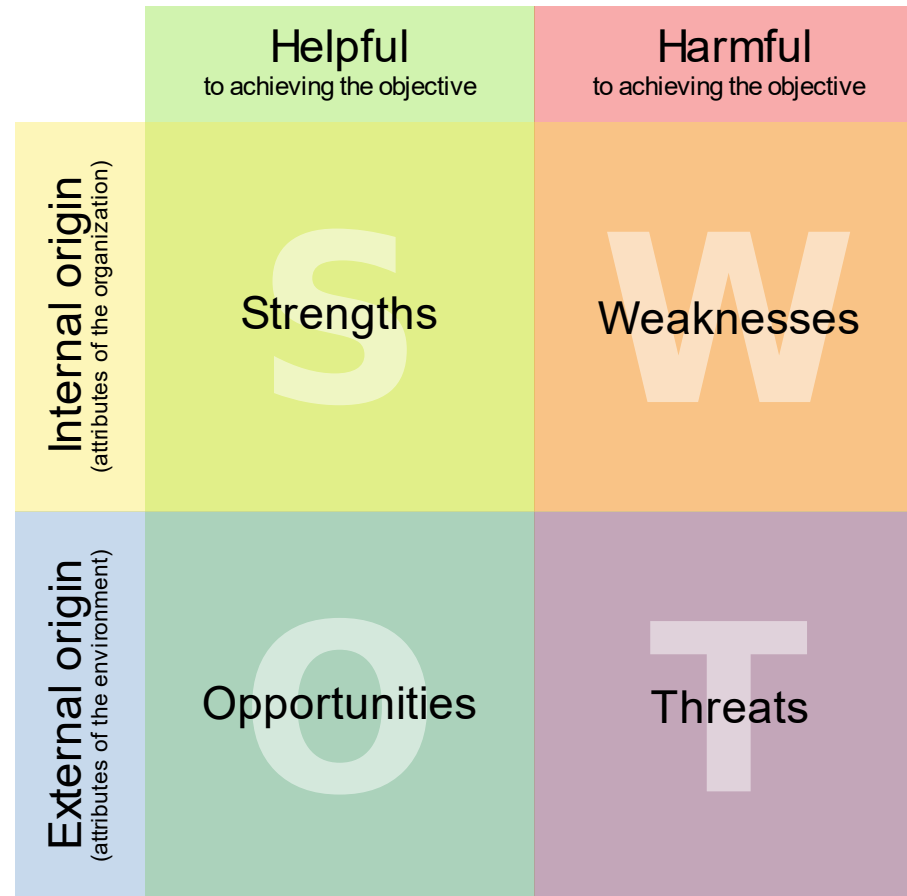 Helpful
to achieving the objective
Harmful
to achieving the objective
Internal origin
(attributes of the organization)
S
Strengths
W
Weaknesses
External origin
(attributes of the environment)
O
Opportunities
T
Threats